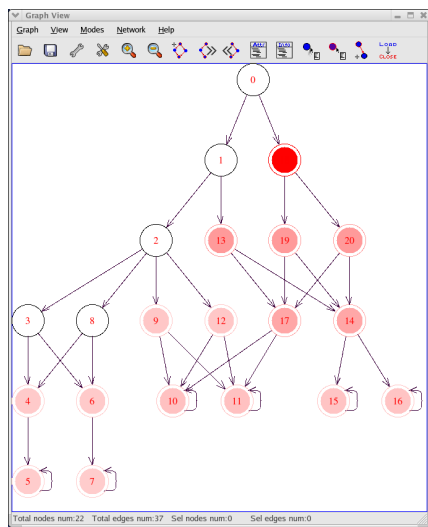 Graph View
Graph View Modes Network Help
Attr Info E E LOAD CLOSE
0
1
2 13 19 20
3 8 9 12 17 14
4 6 10 11 15 16
5 7
Total nodes num:22 Total edges num:37 Sel nodes num:0 Sel edges num:0